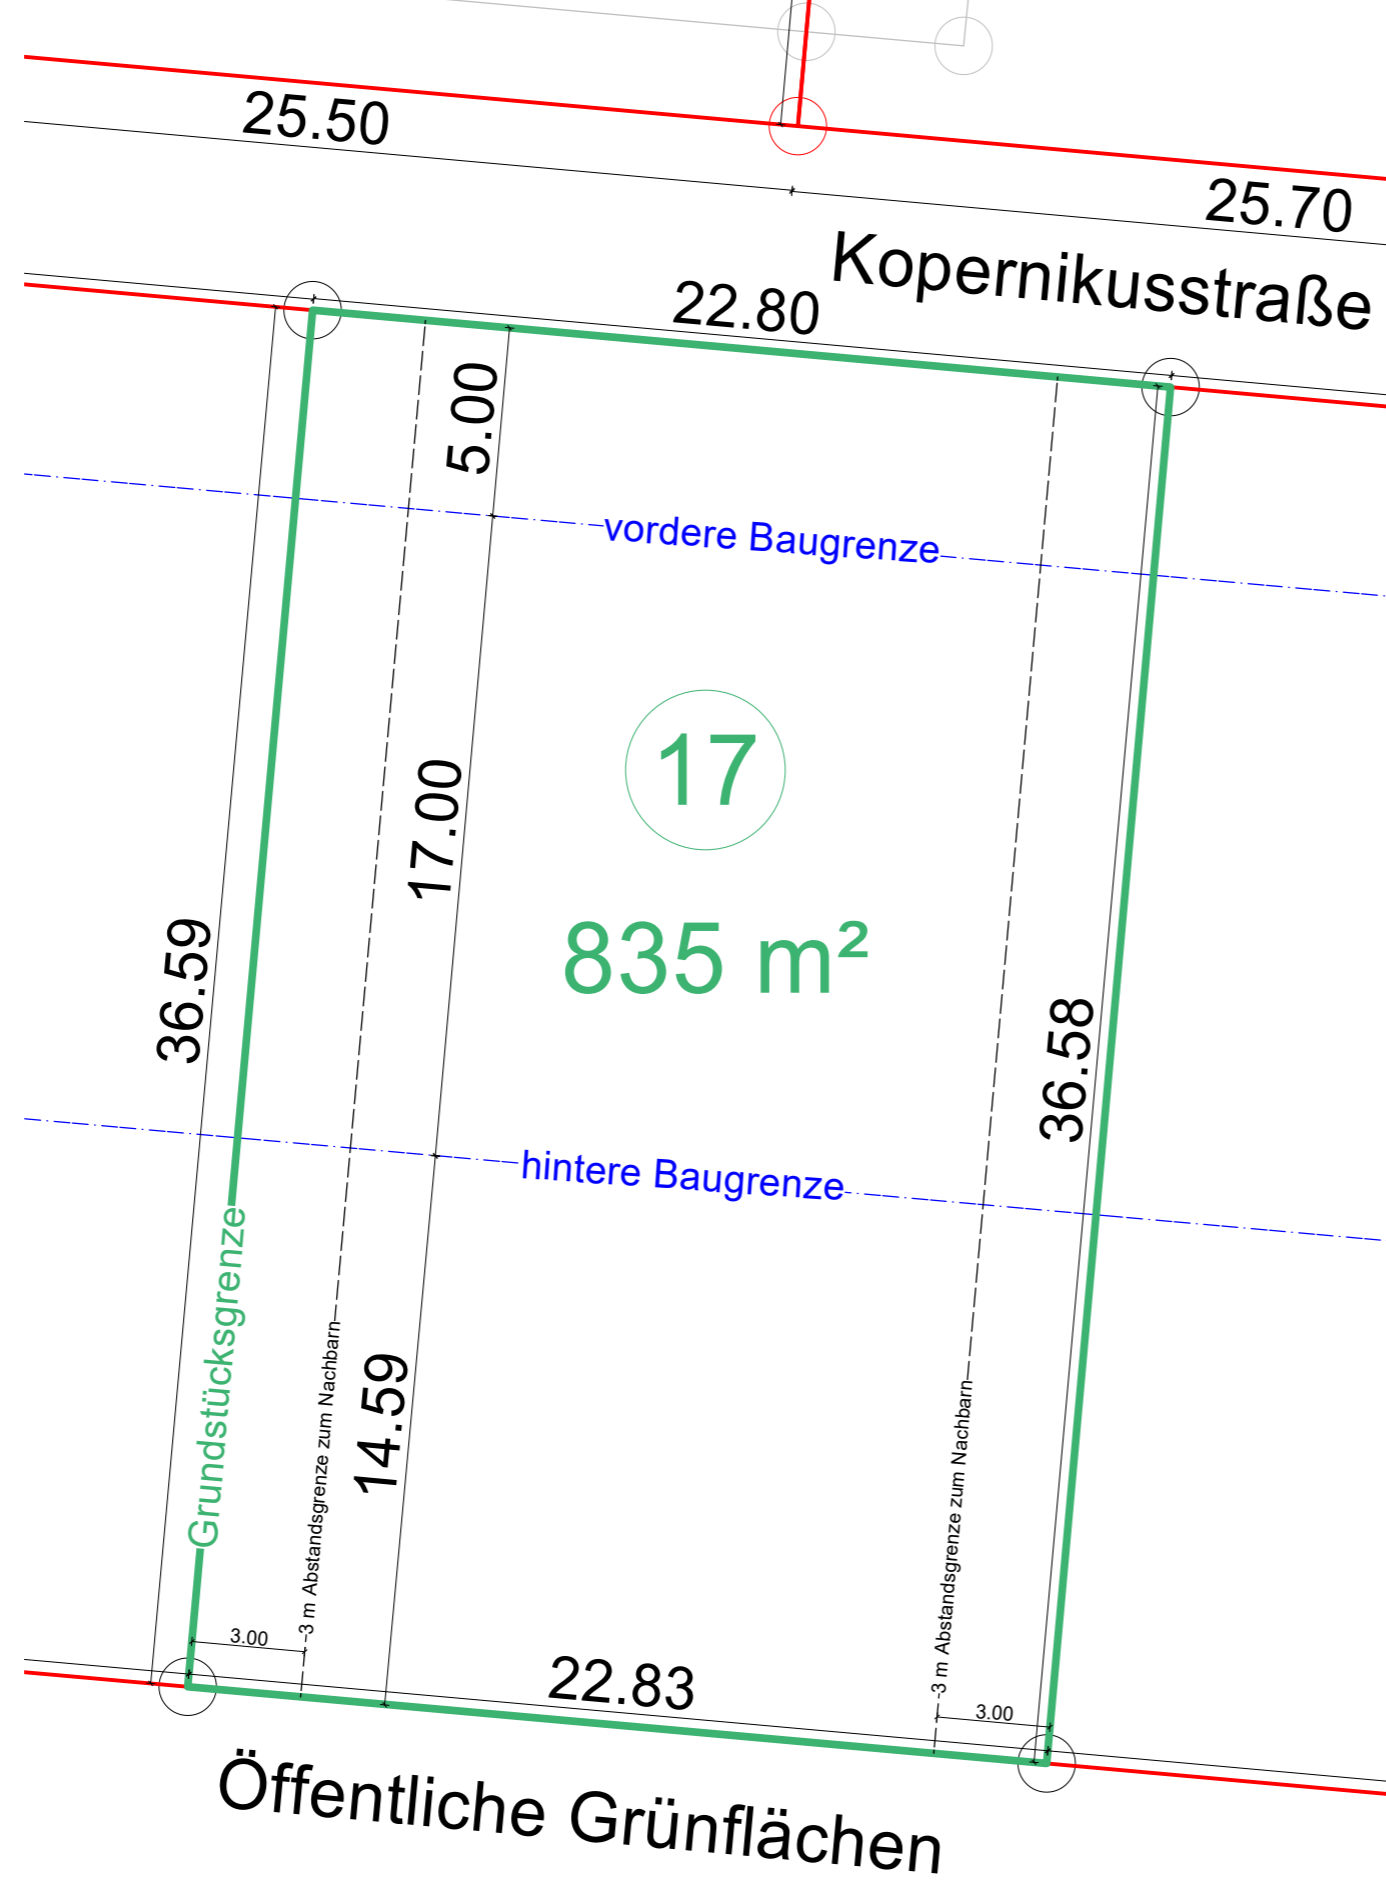 25.50
25.70
Kopernikusstraße
22.80
5.00
vordere Baugrenze
17
17.00
835 m²
36.59
36.58
hintere Baugrenze
Grundstücksgrenze
3 m Abstandsgrenze zum Nachbarn
14.59
3 m Abstandsgrenze zum Nachbarn
3.00
22.83
3.00
Öffentliche Grünflächen